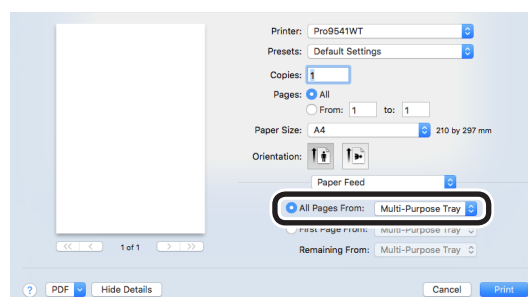 Printer: Pro9541WT
Presets: Default Settings
Copies: 1
Pages: All
From: 1 to: 1
Paper Size: A4 210 by 297 mm
Orientation:
Paper Feed
All Pages From: Multi-Purpose Tray
First Page From: Multi-Purpose Tray
Remaining From: Multi-Purpose Tray
<< < 1 of 1 > >>
? PDF Hide Details Cancel Print